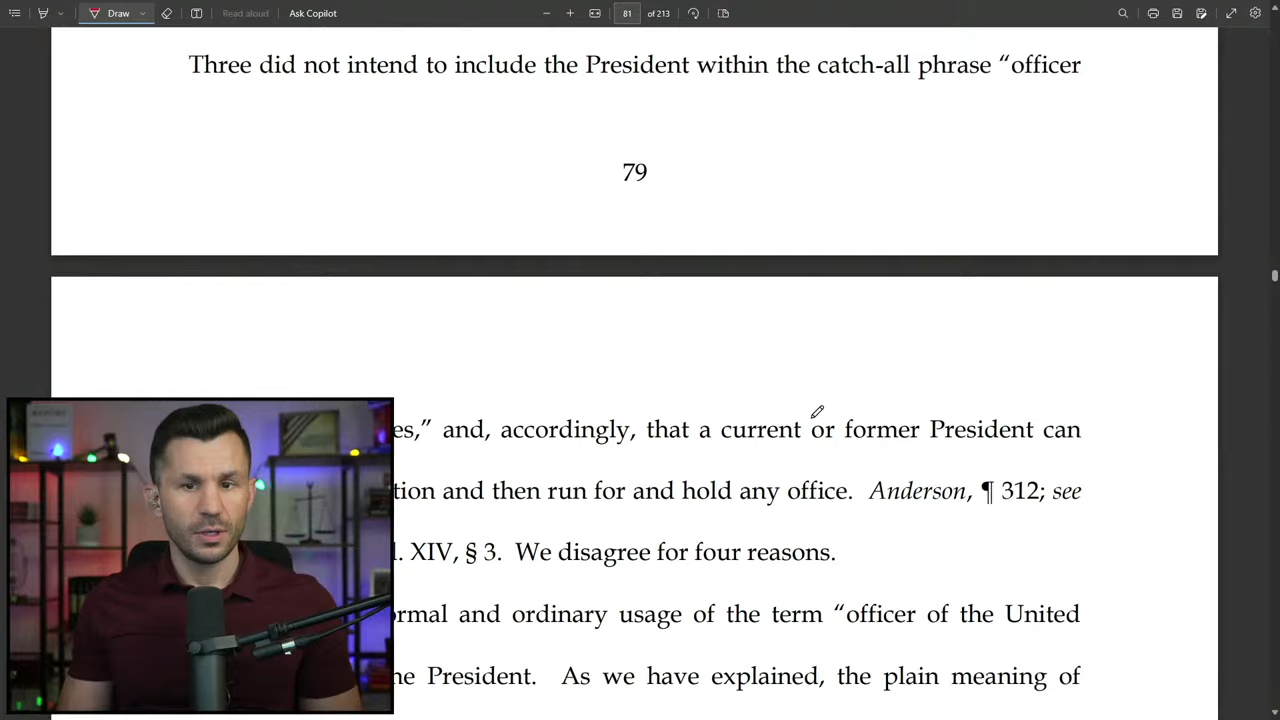 Draw
Read aloud
Ask Copilot
81
of 213
Three did not intend to include the President within the catch-all phrase “officer
79
es,” and, accordingly, that a current or former President can
tion and then run for and hold any office. Anderson, ¶ 312; see
. XIV, § 3. We disagree for four reasons.
ormal and ordinary usage of the term “officer of the United
he President. As we have explained, the plain meaning of